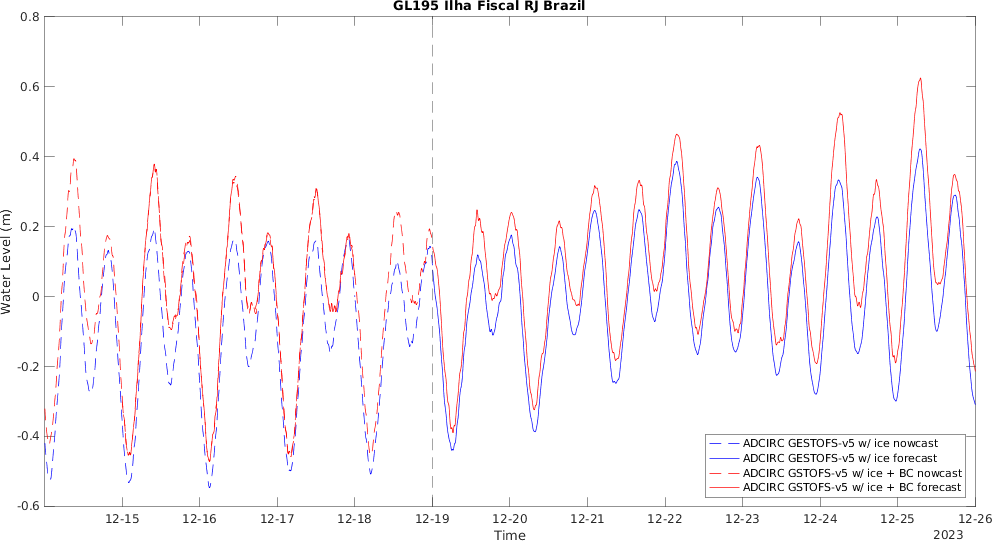 GL195 Ilha Fiscal RJ Brazil
0.8
0.6
0.4
0.2
0
-0.2
-0.4
-0.6
Water Level (m)
ADCIRC GESTOFS-v5 w/ ice nowcast
ADCIRC GESTOFS-v5 w/ ice forecast
ADCIRC GSTOFS-v5 w/ ice + BC nowcast
ADCIRC GSTOFS-v5 w/ ice + BC forecast
12-15 12-16 12-17 12-18 12-19 12-20 12-21 12-22 12-23 12-24 12-25 12-26
Time
2023